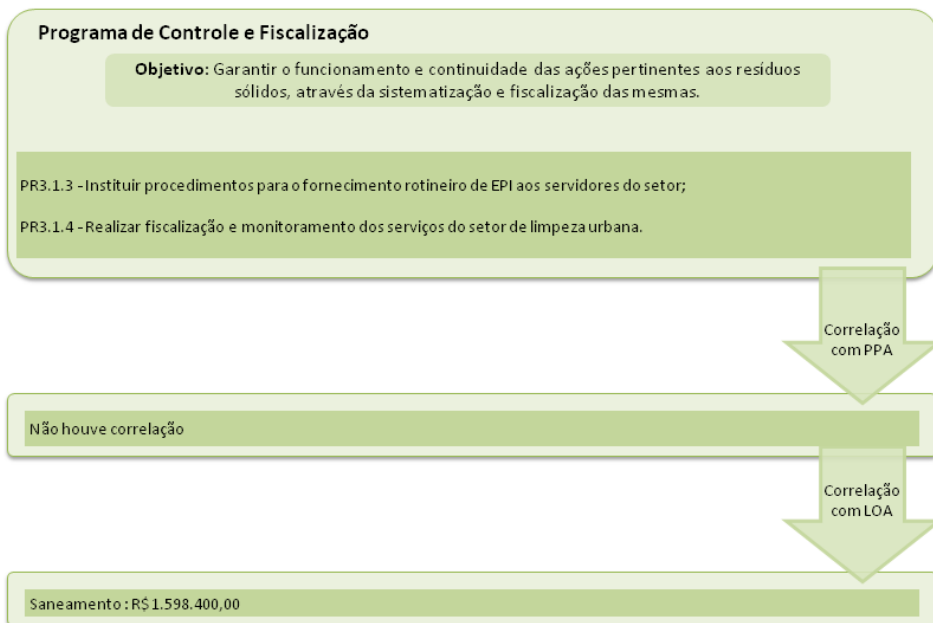 Programa de Controle e Fiscalização
Objetivo: Garantir o funcionamento e continuidade das ações pertinentes aos resíduos
sólidos, através da sistematização e fiscalização das mesmas.
PR3.1.3 - Instituir procedimentos para o fornecimento rotineiro de EPI aos servidores do setor;
PR3.1.4 - Realizar fiscalização e monitoramento dos serviços do setor de limpeza urbana.
Correlação
com PPA
Não houve correlação
Correlação
com LOA
Saneamento : R$ 1.598.400,00